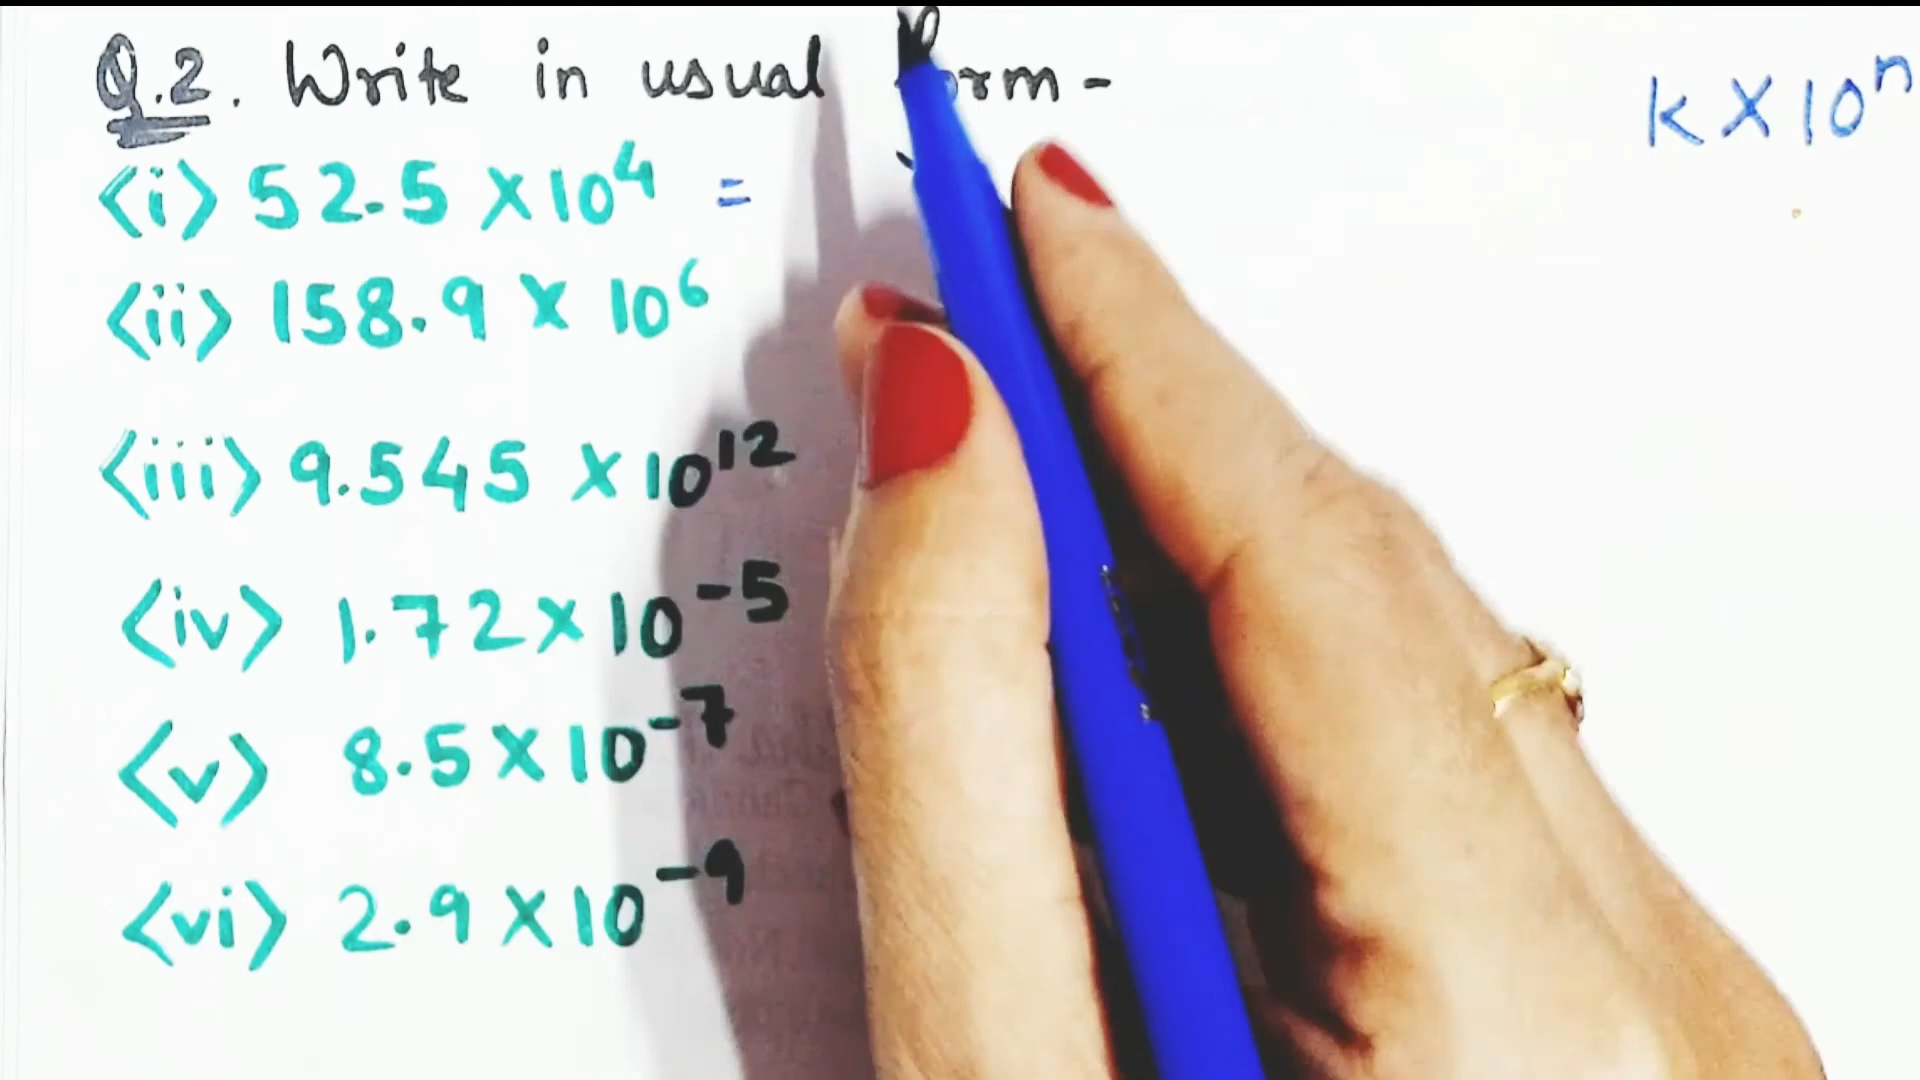 Q.2. Write in usual
k × 10ⁿ
<i> 52.5 × 10⁴ =
<ii> 158.9 × 10⁶
<iii> 9.545 × 10¹²
<iv> 1.72 × 10⁻⁵
<v> 8.5 × 10⁻⁷
<vi> 2.9 × 10⁻⁹